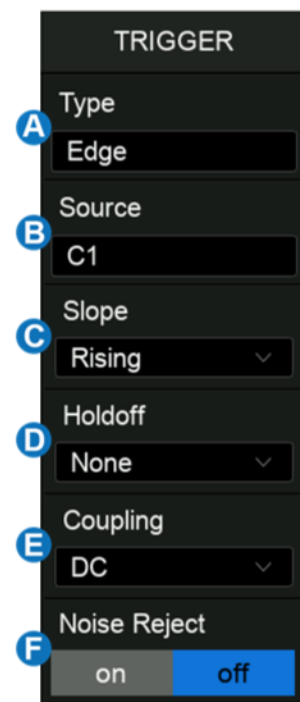 TRIGGER
A
Type
Edge
B
Source
C1
C
Slope
Rising
D
Holdoff
None
E
Coupling
DC
F
Noise Reject
on off